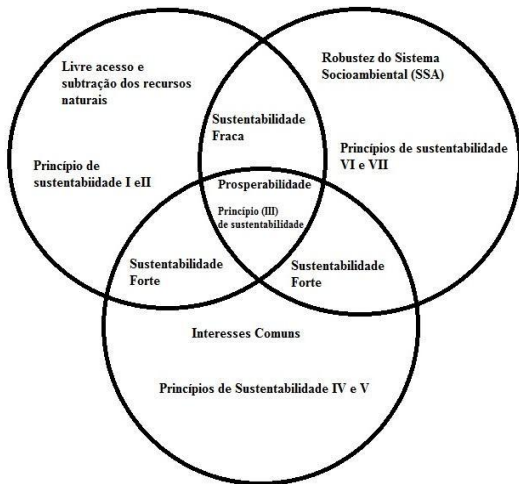 Livre acesso e
subtração dos recursos
naturais
Princípio de
sustentabiidade I eII
Robustez do Sistema
Socioambiental (SSA)
Princípios de sustentabilidade
VI e VII
Sustentabilidade
Fraca
Prosperabilidade
Princípio (III)
de sustentabilidade
Sustentabilidade
Forte
Sustentabilidade
Forte
Interesses Comuns
Princípios de Sustentabilidade IV e V